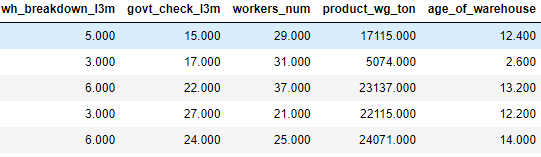 wh_breakdown_l3m govt_check_l3m workers_num product_wg_ton age_of_warehouse
5.000 15.000 29.000 17115.000 12.400
3.000 17.000 31.000 5074.000 2.600
6.000 22.000 37.000 23137.000 13.200
3.000 27.000 21.000 22115.000 12.200
6.000 24.000 25.000 24071.000 14.000